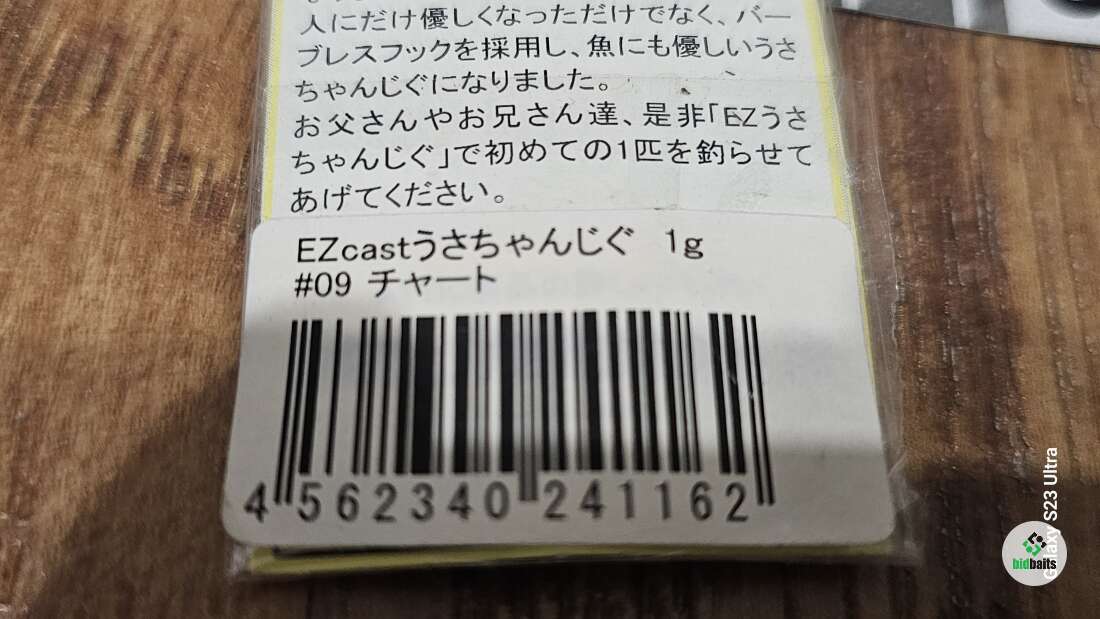 人にだけ優しくなっただけでなく、バー
ブレスフックを採用し、魚にも優しいうさ
ちゃんじぐになりました。
お父さんやお兄さん達、是非「EZうさ
ちゃんじぐ」で初めての1匹を釣らせて
あげてください。
EZcastうさちゃんじぐ 1g
#09 チャート
4 562340 241162
Galaxy S23 Ultra
bidbaits